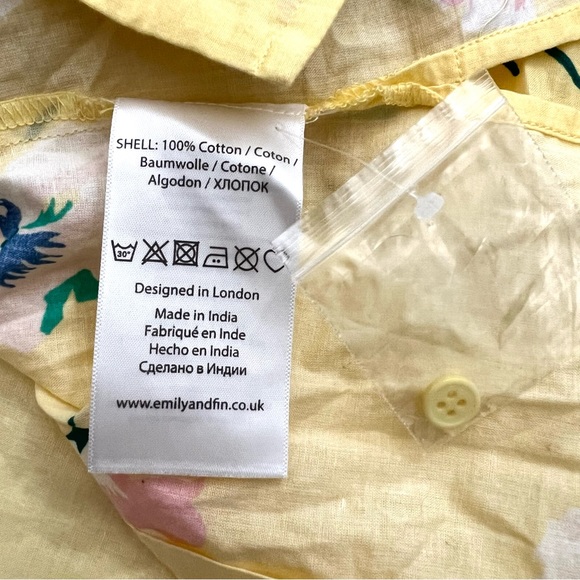 SHELL: 100% Cotton / Coton /
Baumwolle / Cotone /
Algodon / ХЛОПОК
30°
Designed in London
Made in India
Fabriqué en Inde
Hecho en India
Сделано в Индии
www.emilyandfin.co.uk